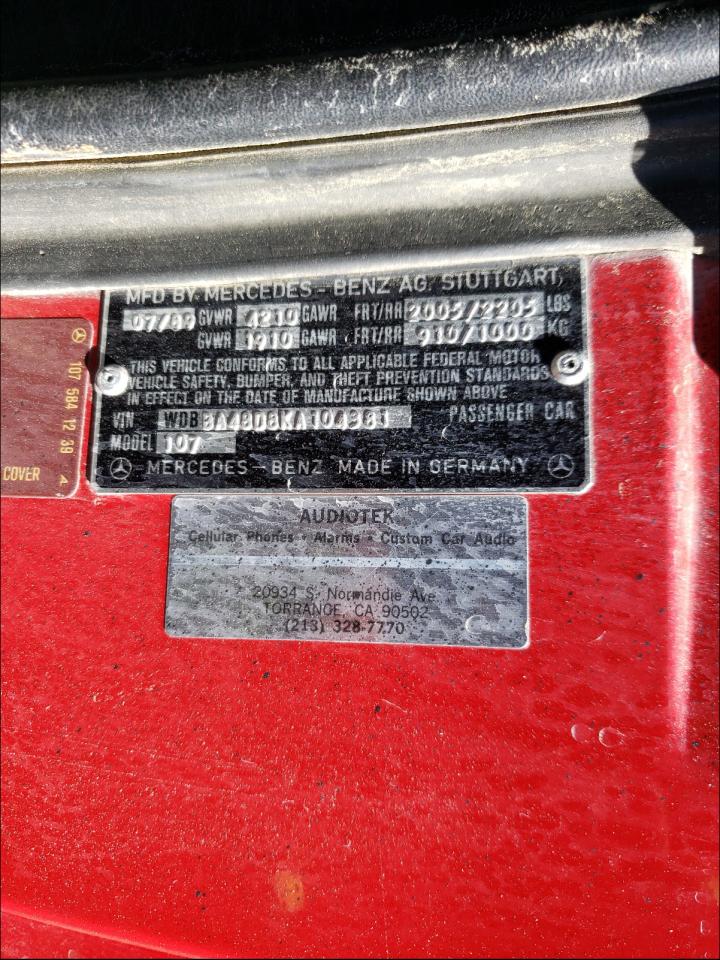 MFD BY MERCEDES-BENZ AG, STUTTGART,
07/89 GVWR 4210 GAWR FRT/RR 2005/2205 LBS
GVWR 1910 GAWR FRT/RR 910/1000 KG
THIS VEHICLE CONFORMS TO ALL APPLICABLE FEDERAL MOTOR
VEHICLE SAFETY, BUMPER, AND THEFT PREVENTION STANDARDS
IN EFFECT ON THE DATE OF MANUFACTURE SHOWN ABOVE
VIN PASSENGER CAR
MODEL 107
MERCEDES-BENZ MADE IN GERMANY
107 584 12 39
COVER
AUDIOTEK
Cellular Phones • Alarms • Custom Car Audio
20934 S. Normandie Ave
TORRANCE, CA 90502
(213) 328-7770